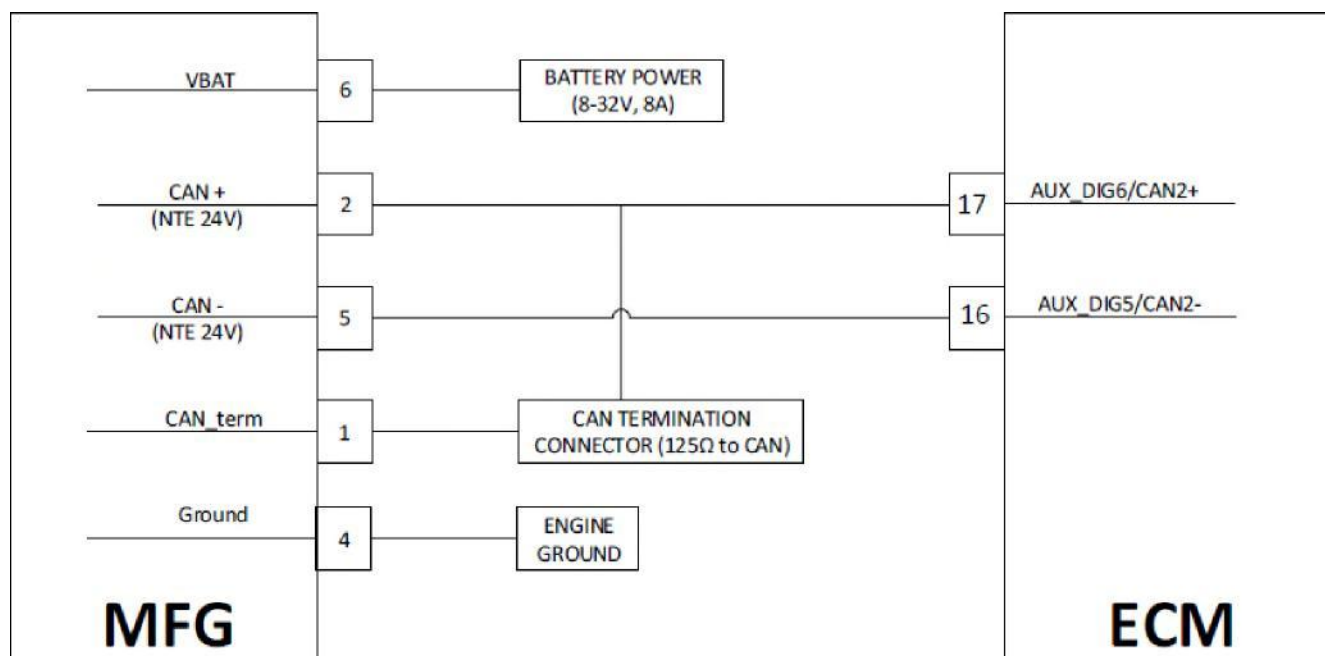 VBAT
6
BATTERY POWER
(8-32V, 8A)
CAN +
(NTE 24V)
2
17
AUX_DIG6/CAN2+
CAN -
(NTE 24V)
5
16
AUX_DIG5/CAN2-
CAN_term
1
CAN TERMINATION
CONNECTOR (125Ω to CAN)
Ground
4
ENGINE
GROUND
MFG
ECM